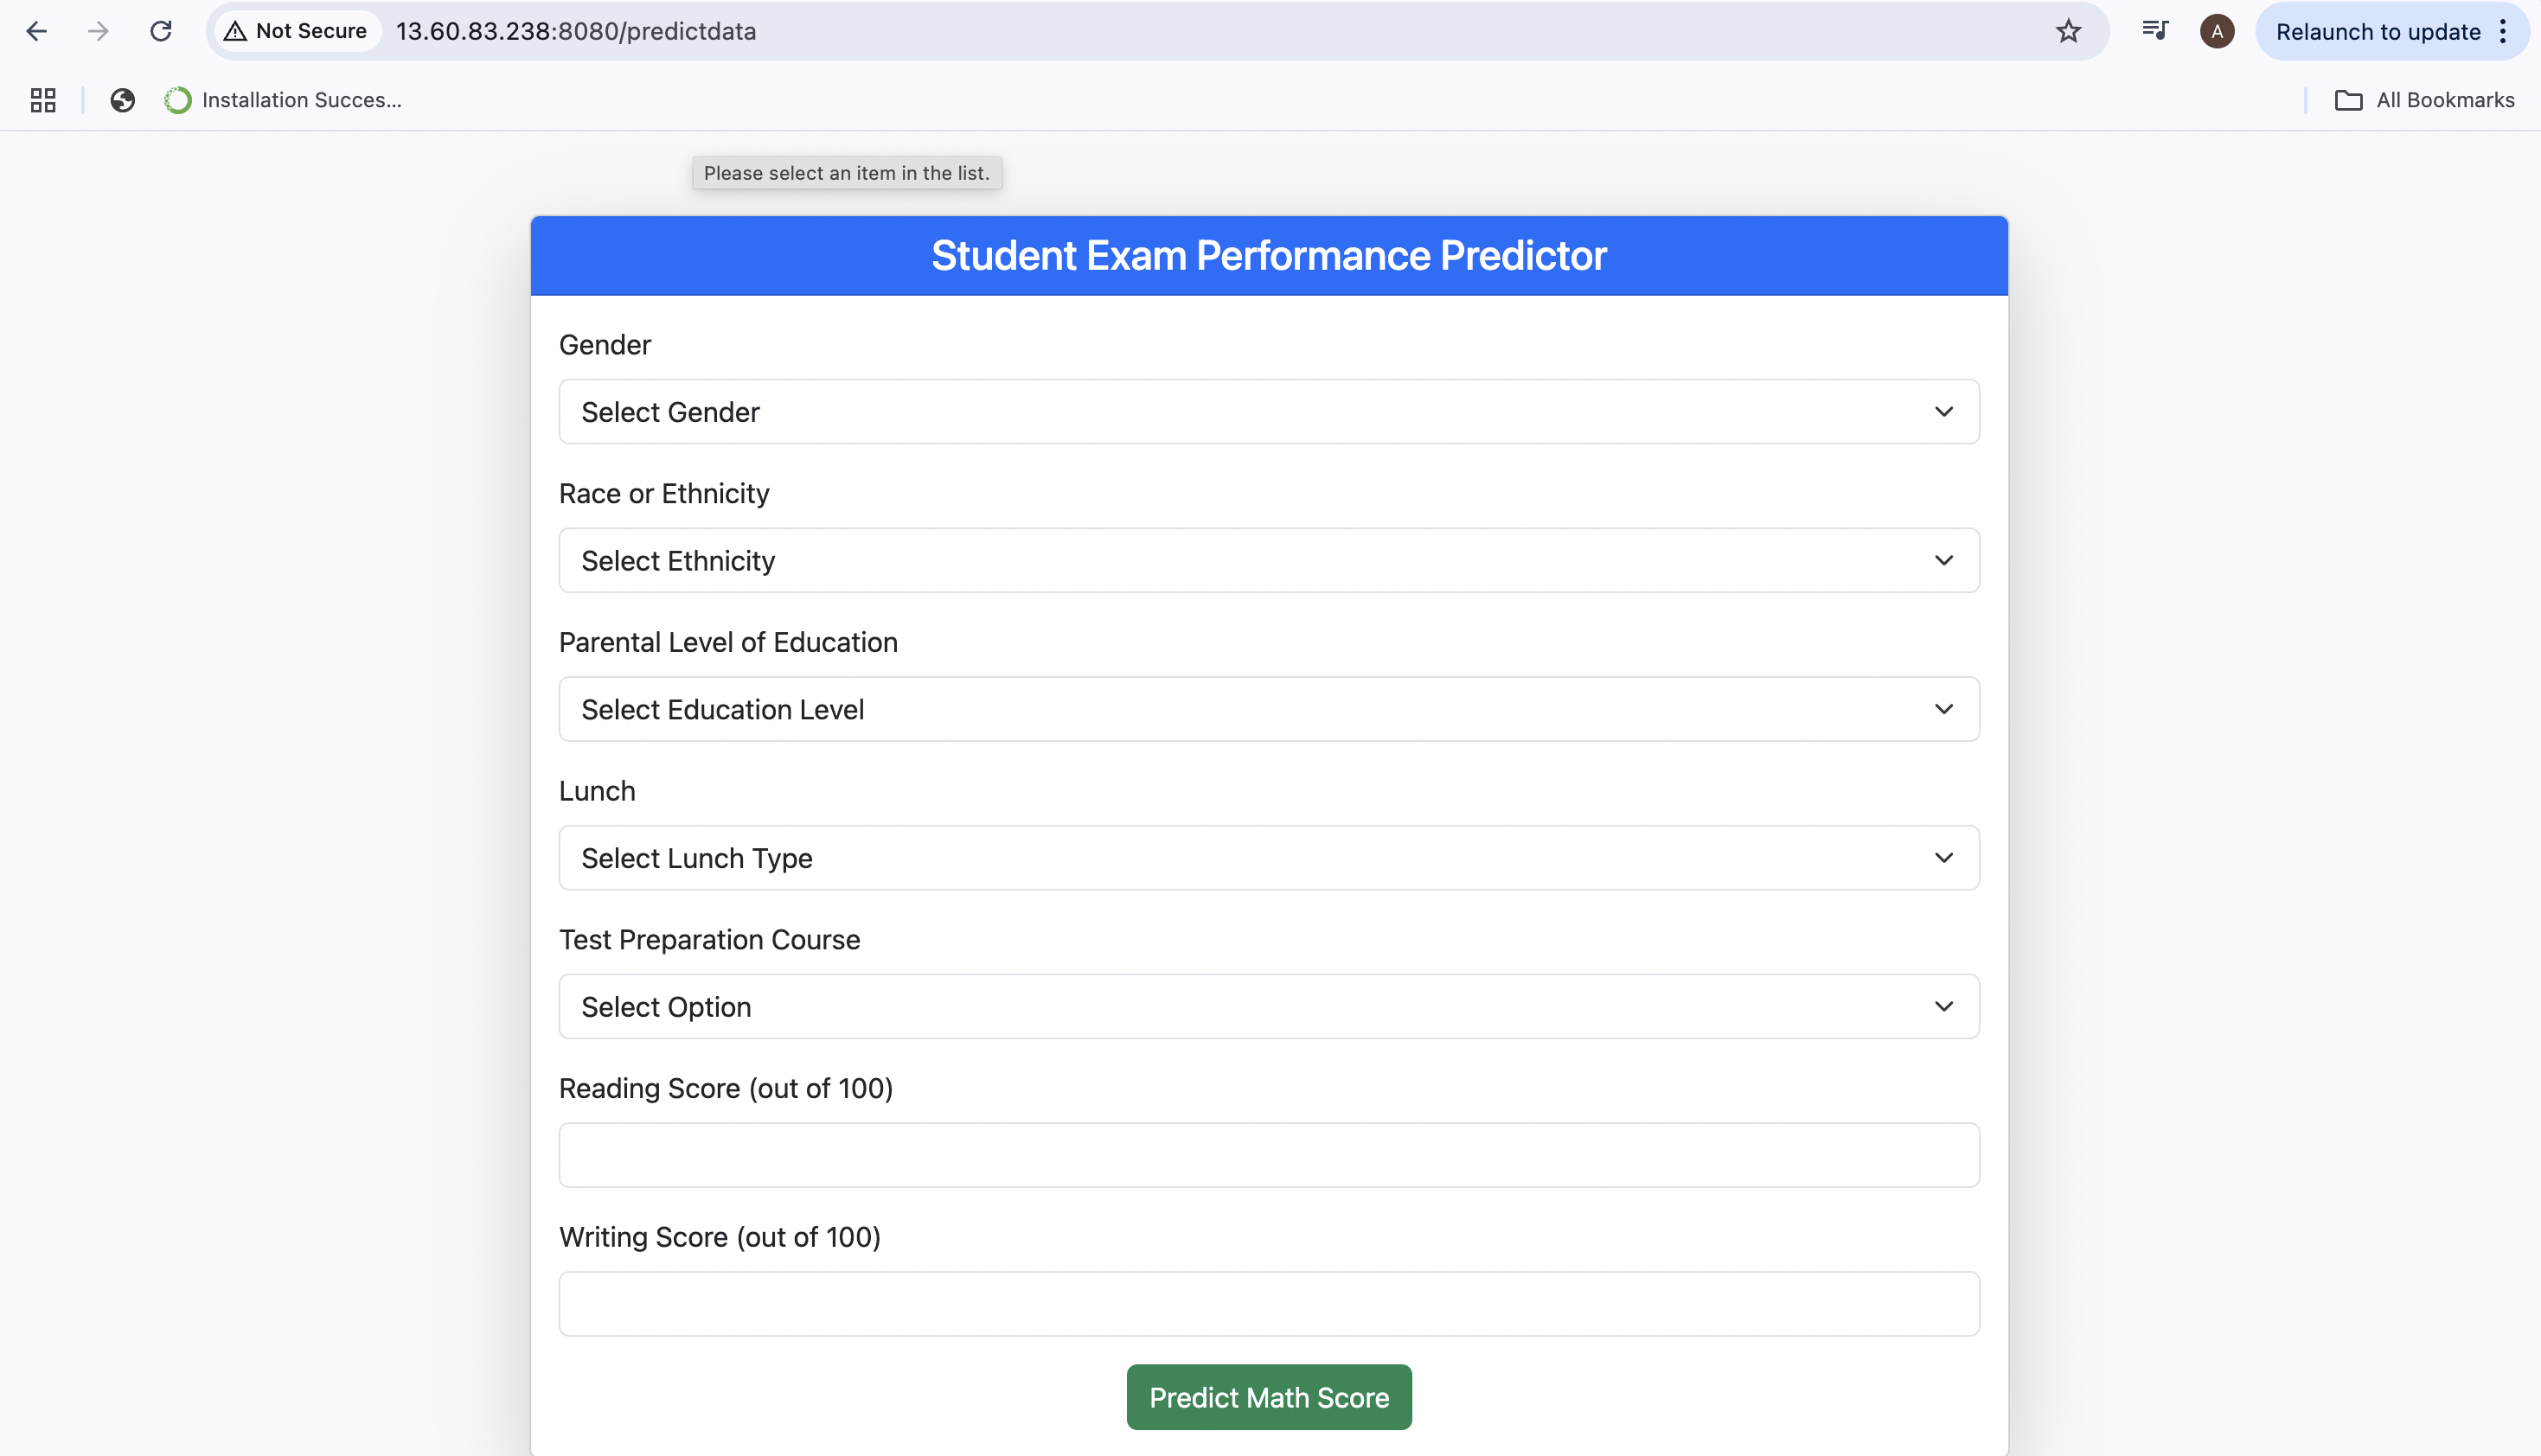 Not Secure 13.60.83.238:8080/predictdata A Relaunch to update
Installation Succes... All Bookmarks
Please select an item in the list.
Student Exam Performance Predictor
Gender
Select Gender
Race or Ethnicity
Select Ethnicity
Parental Level of Education
Select Education Level
Lunch
Select Lunch Type
Test Preparation Course
Select Option
Reading Score (out of 100)
Writing Score (out of 100)
Predict Math Score